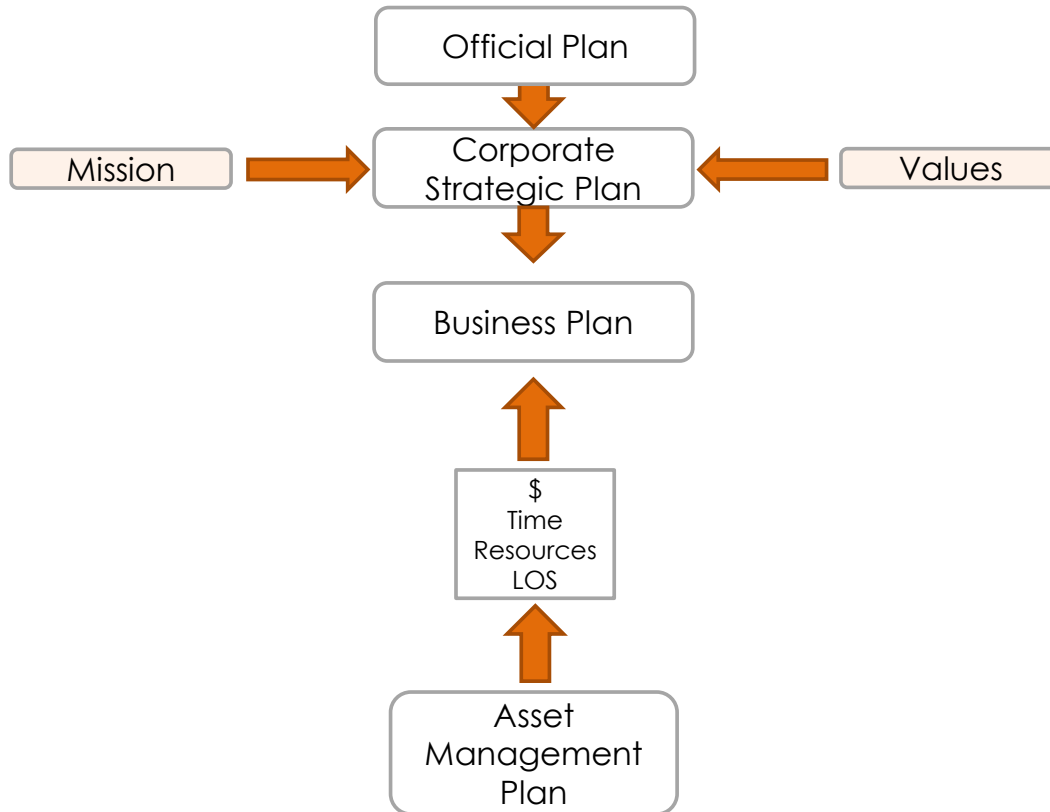 Official Plan
Mission
Corporate
Strategic Plan
Values
Business Plan
$
Time
Resources
LOS
Asset
Management
Plan